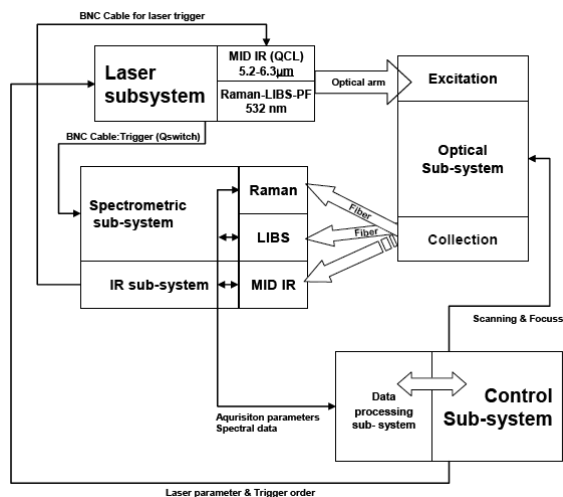 BNC Cable for laser trigger
Laser
subsystem
MID IR (QCL)
5.2-6.3µm
Raman-LIBS-PF
532 nm
Optical arm
Excitation
Optical
Sub-system
Collection
BNC Cable:Trigger (Qswitch)
Spectrometric
sub-system
Raman
LIBS
IR sub-system
MID IR
Fiber
Fiber
Scanning & Focuss
Data
processing
sub- system
Control
Sub-system
Aqurisiton parameters
Spectral data
Laser parameter & Trigger order